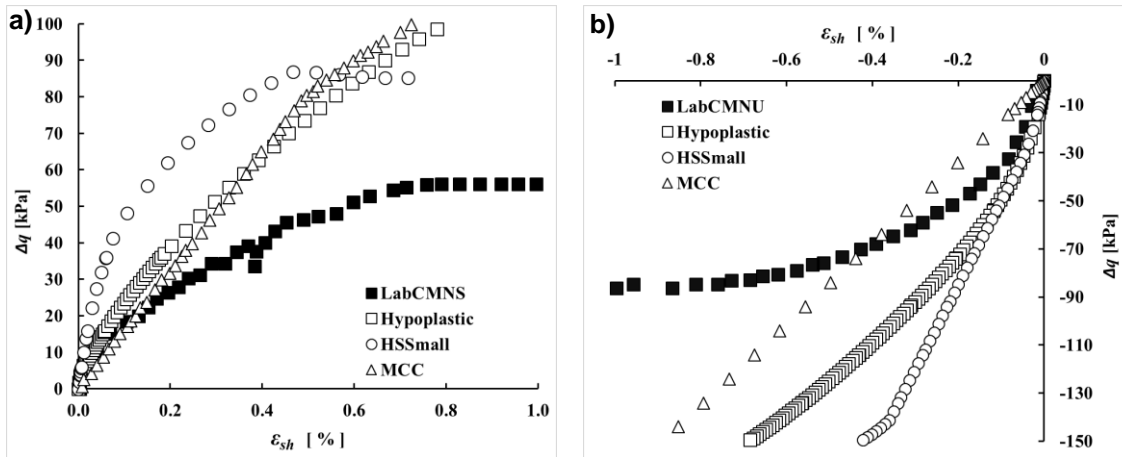 a)
100
90
80
70
60
50
40
30
20
10
0
Δq [kPa]
LabCMNS
Hypoplastic
HSSmall
MCC
0.0 0.2 0.4 0.6 0.8 1.0
εsh [ % ]
b)
εsh [ % ]
-1 -0.8 -0.6 -0.4 -0.2 0
LabCMNU
Hypoplastic
HSSmall
MCC
-10
-30
-50
-70
-90
-110
-130
-150
Δq [kPa]